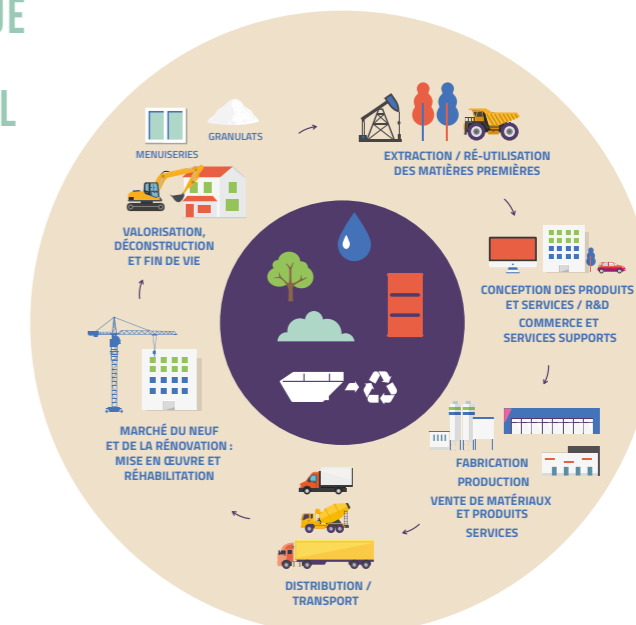 UE
L
MENUISERIES
GRANULATS
EXTRACTION / RÉ-UTILISATION
DES MATIÈRES PREMIÈRES
CONCEPTION DES PRODUITS
ET SERVICES / R&D
COMMERCE ET
SERVICES SUPPORTS
FABRICATION
PRODUCTION
VENTE DE MATÉRIAUX
ET PRODUITS
SERVICES
DISTRIBUTION /
TRANSPORT
MARCHÉ DU NEUF
ET DE LA RÉNOVATION :
MISE EN ŒUVRE ET
RÉHABILITATION
VALORISATION,
DÉCONSTRUCTION
ET FIN DE VIE